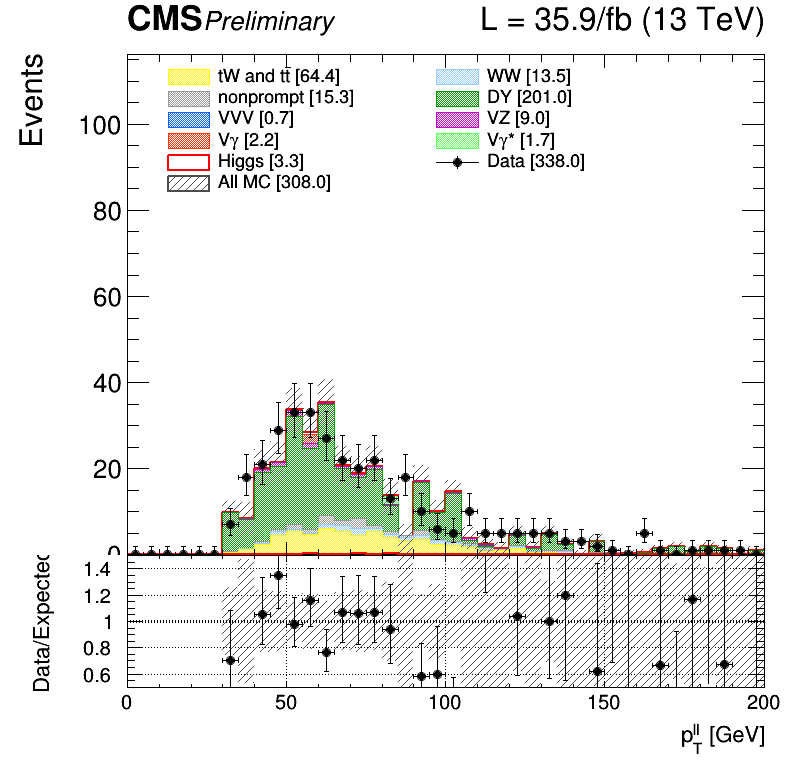 CMS Preliminary L = 35.9/fb (13 TeV)
Events
tW and tt̄ [64.4]
nonprompt [15.3]
VVV [0.7]
Vγ [2.2]
Higgs [3.3]
All MC [308.0]
WW [13.5]
DY [201.0]
VZ [9.0]
Vγ* [1.7]
Data [338.0]
100
80
60
40
20
0
Data/Expected
1.4
1.2
1
0.8
0.6
0 50 100 150 200
p_T^ll [GeV]